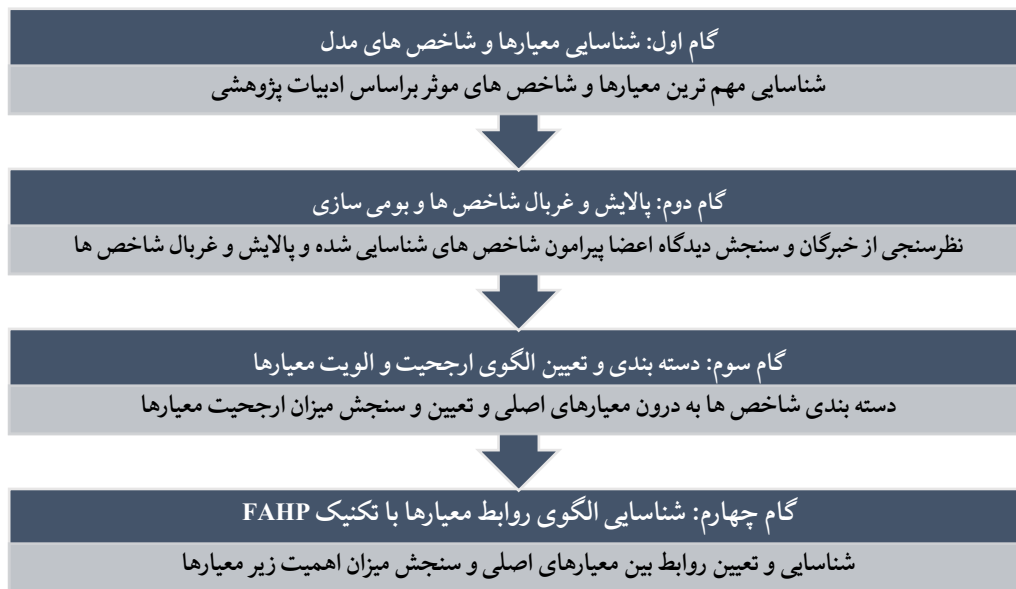 گام اول: شناسایی معیارها و شاخص های مدل
شناسایی مهم ترین معیارها و شاخص های موثر براساس ادبیات پژوهشی
گام دوم: پالایش و غربال شاخص ها و بومی سازی
نظرسنجی از خبرگان و سنجش دیدگاه اعضا پیرامون شاخص های شناسایی شده و پالایش و غربال شاخص ها
گام سوم: دسته بندی و تعیین الگوی ارجحیت و الویت معیارها
دسته بندی شاخص ها به درون معیارهای اصلی و تعیین و سنجش میزان ارجحیت معیارها
گام چهارم: شناسایی الگوی روابط معیارها با تکنیک FAHP
شناسایی و تعیین روابط بین معیارهای اصلی و سنجش میزان اهمیت زیر معیارها